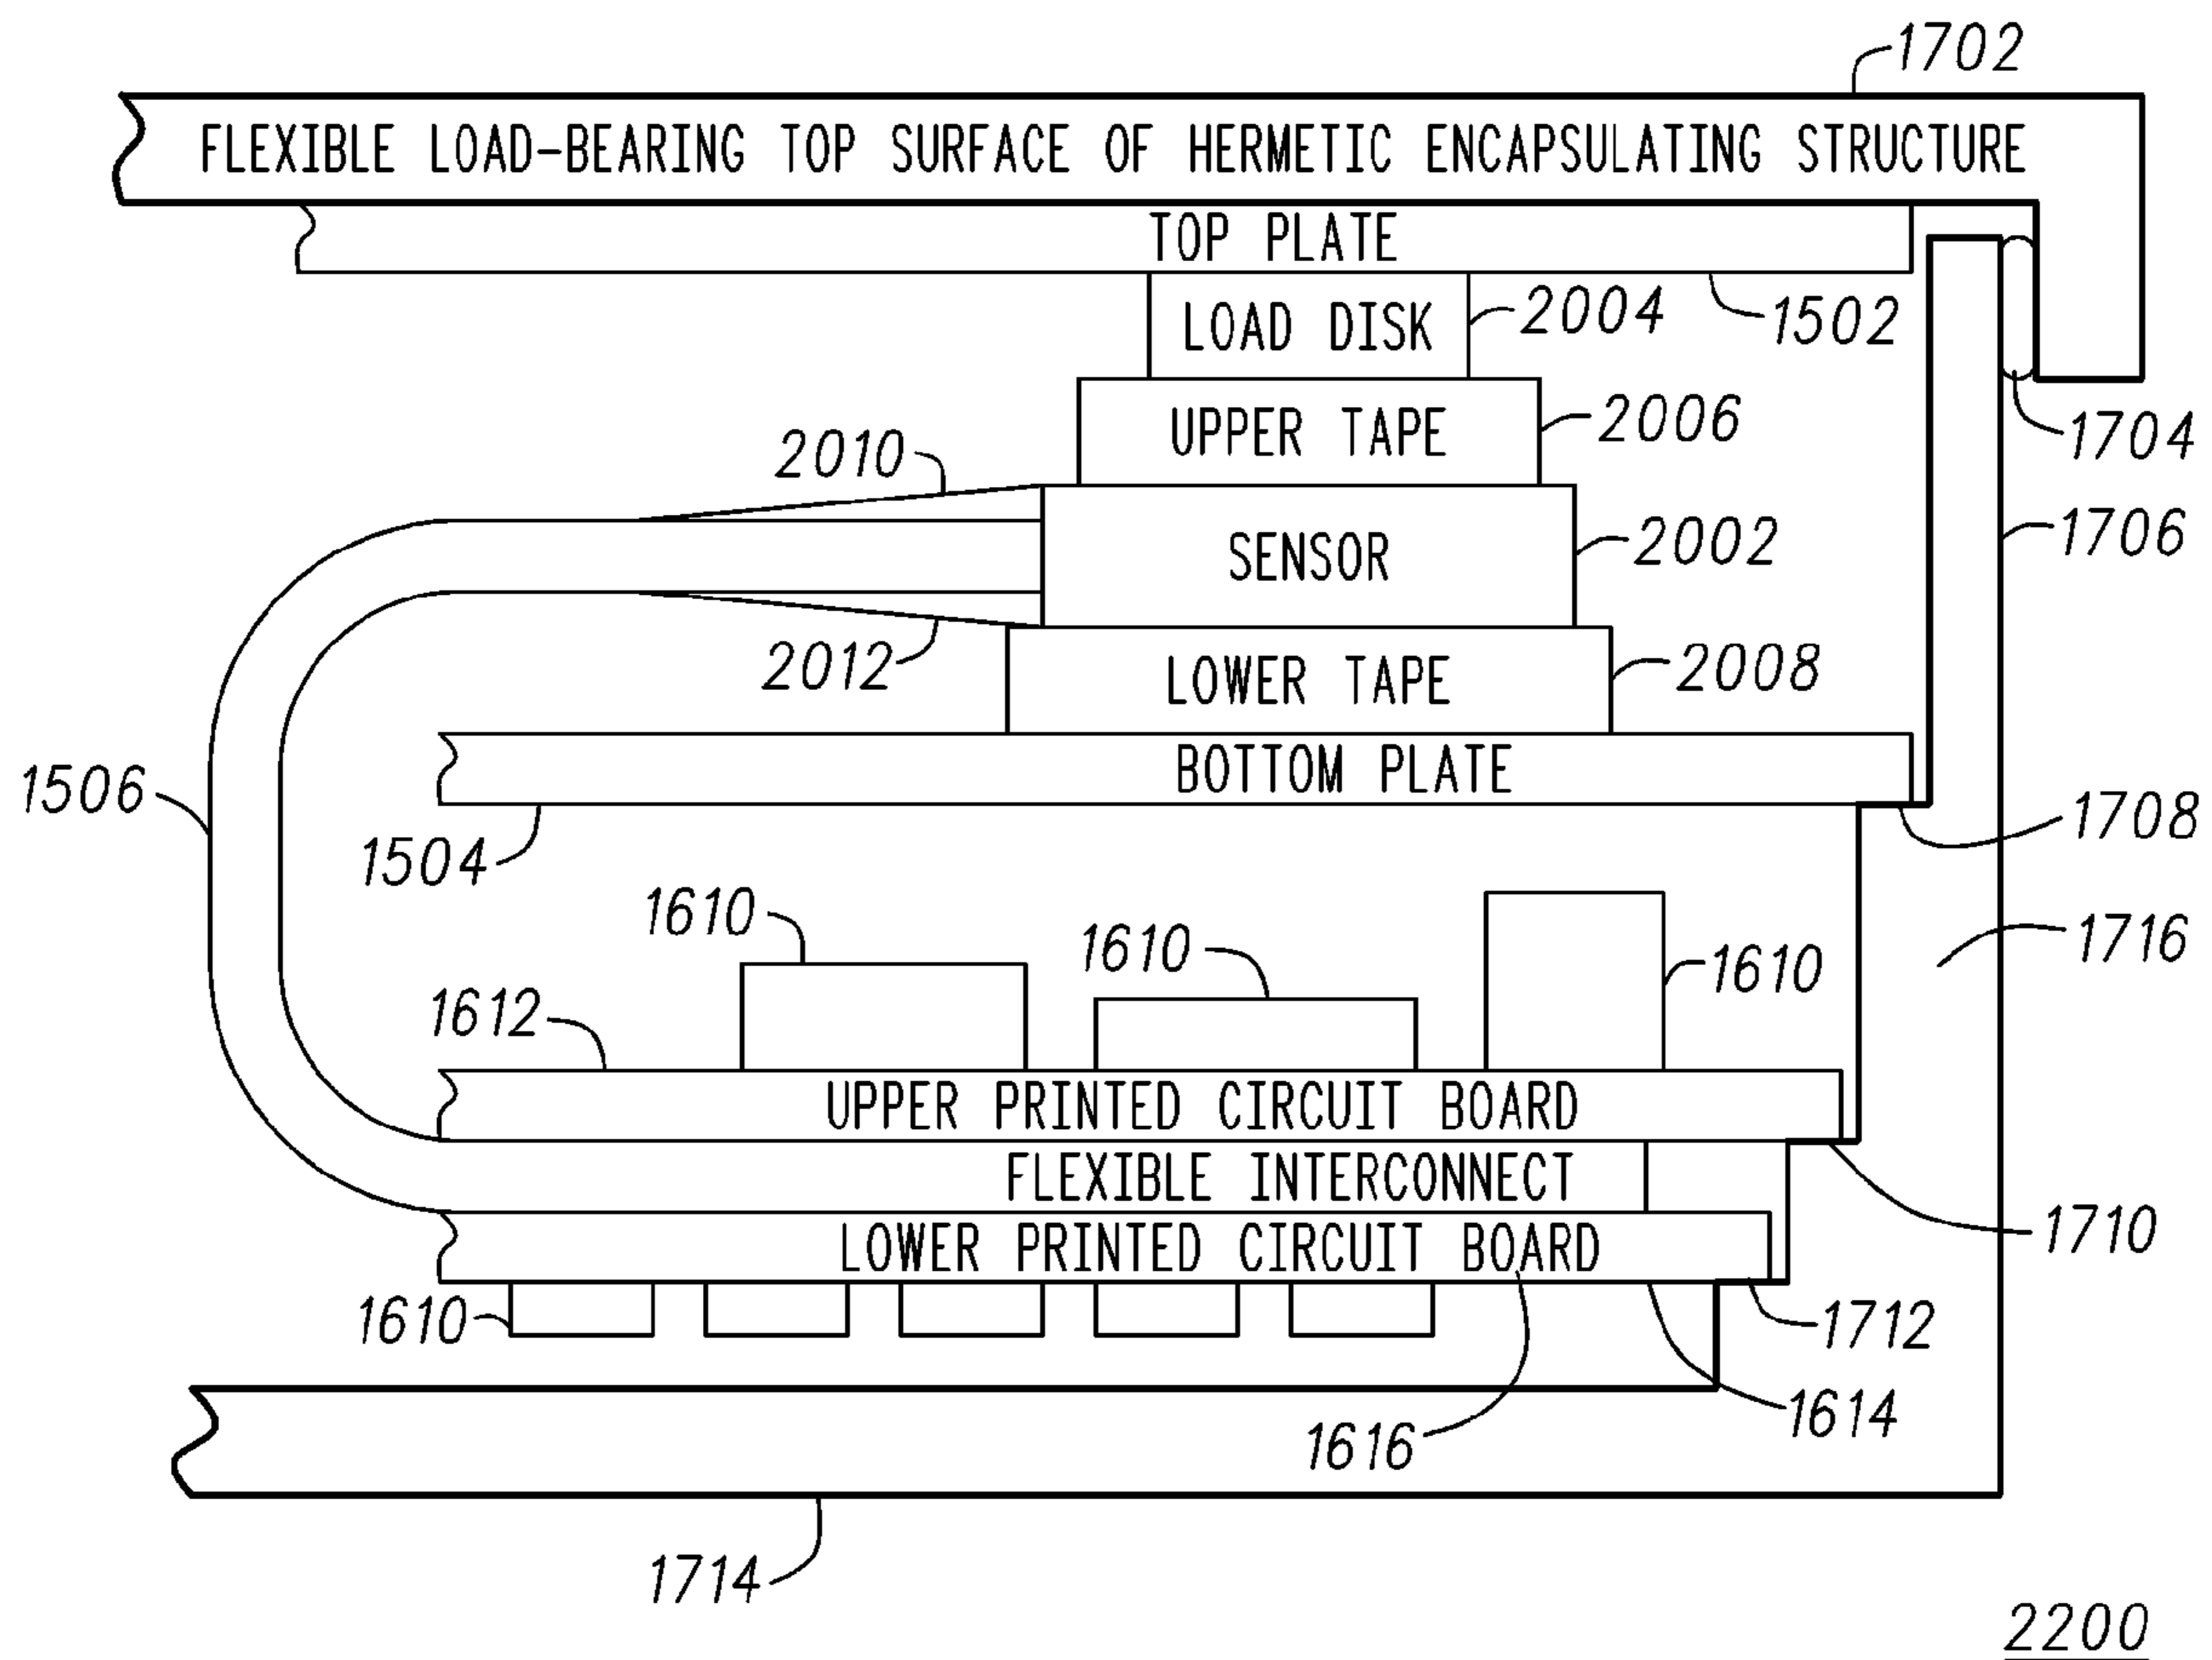 1702
FLEXIBLE LOAD-BEARING TOP SURFACE OF HERMETIC ENCAPSULATING STRUCTURE
TOP PLATE
LOAD DISK
2004
1502
UPPER TAPE
2006
1704
2010
SENSOR
2002
1706
2012
LOWER TAPE
2008
BOTTOM PLATE
1506
1504
1708
1610
1610
1610
1716
1612
UPPER PRINTED CIRCUIT BOARD
FLEXIBLE INTERCONNECT
LOWER PRINTED CIRCUIT BOARD
1710
1610
1712
1614
1616
1714
2200